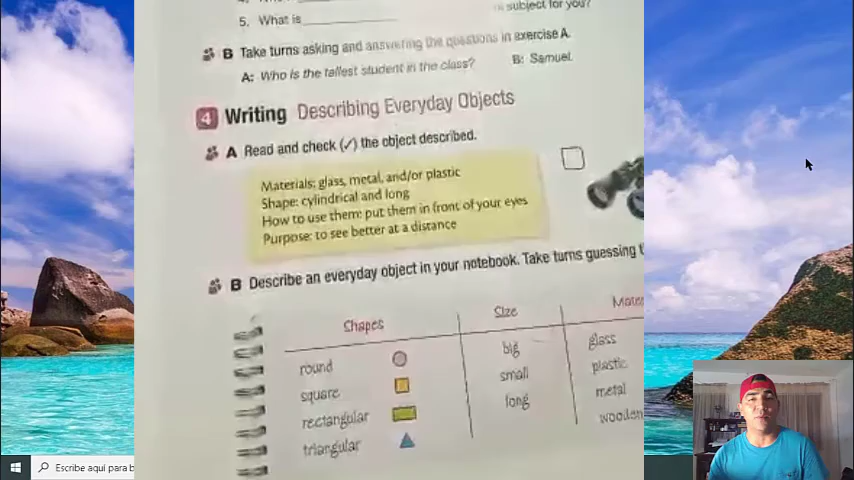 5. What is
subject for you?
B Take turns asking and answering the questions in exercise A.
A: Who is the tallest student in the class? B: Samuel.
4 Writing Describing Everyday Objects
A Read and check (✓) the object described.
Materials: glass, metal, and/or plastic
Shape: cylindrical and long
How to use them: put them in front of your eyes
Purpose: to see better at a distance
B Describe an everyday object in your notebook. Take turns guessing
Shapes Size
round big glass
square small plastic
rectangular long metal
triangular wooden
Escribe aquí para b